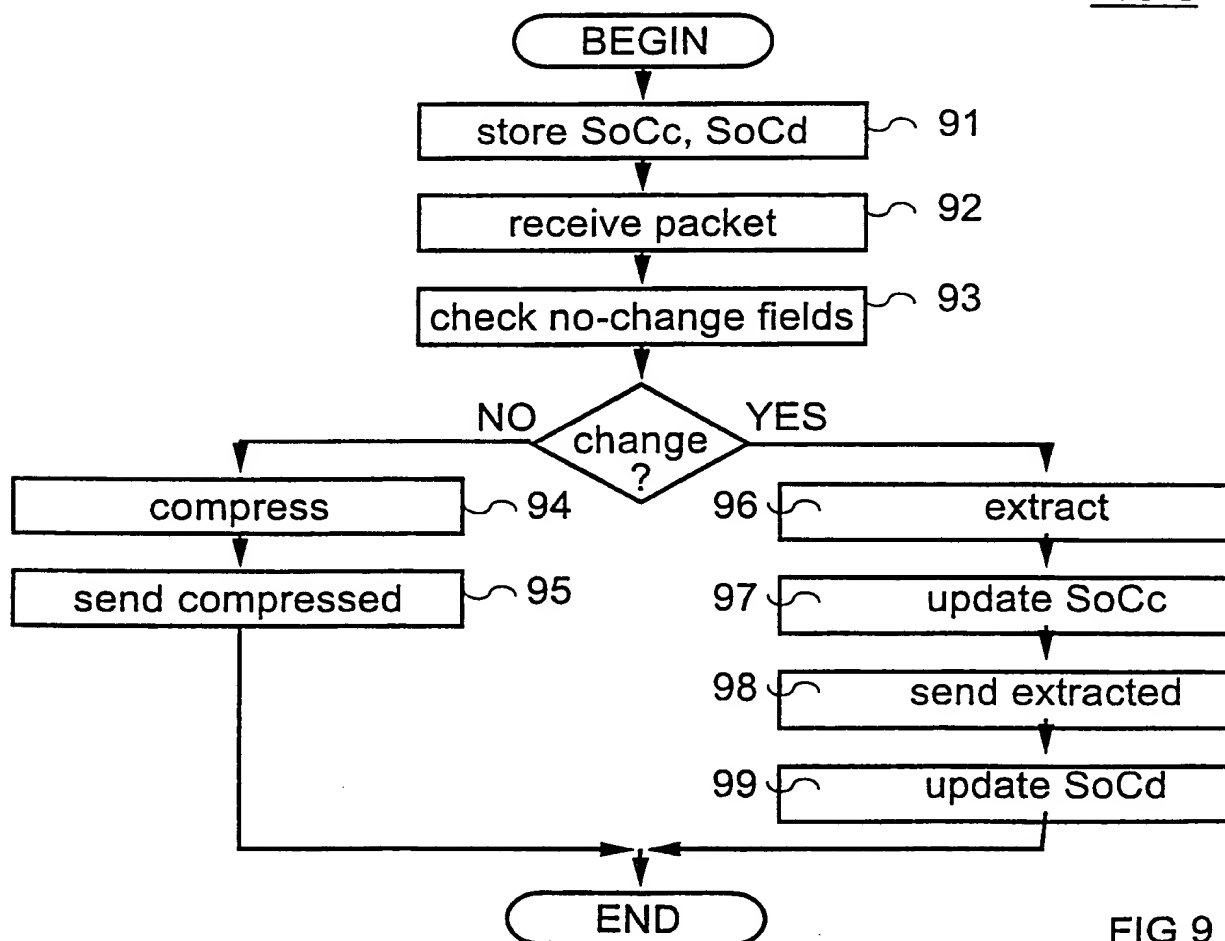 BEGIN
store SoCc, SoCd
91
receive packet
92
check no-change fields
93
NO
YES
change
?
compress
94
96
extract
send compressed
95
97
update SoCc
98
send extracted
99
update SoCd
END
FIG 9